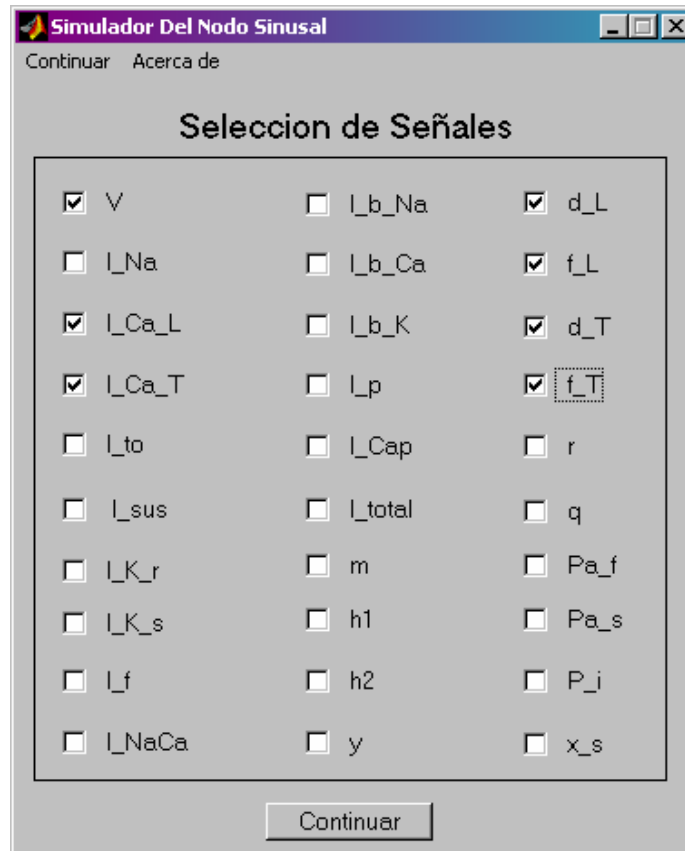 Simulador Del Nodo Sinusal
Continuar Acerca de
Seleccion de Señales
V I_b_Na d_L
I_Na I_b_Ca f_L
I_Ca_L I_b_K d_T
I_Ca_T I_p f_T
I_to I_Cap r
I_sus I_total q
I_K_r m Pa_f
I_K_s h1 Pa_s
I_f h2 P_i
I_NaCa y x_s
Continuar